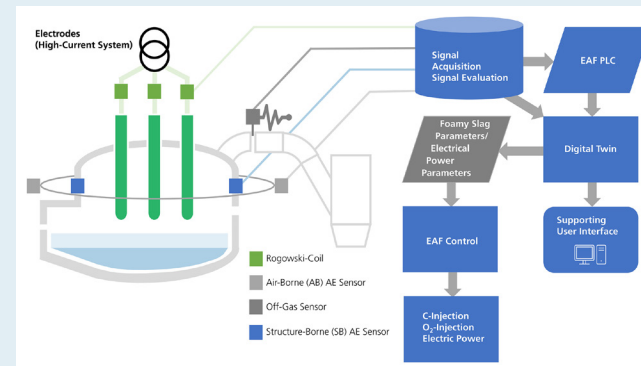 Electrodes
(High-Current System)
Signal
Acquisition
Signal Evaluation
EAF PLC
Foamy Slag
Parameters/
Electrical
Power
Parameters
Digital Twin
EAF Control
Supporting
User Interface
Rogowski-Coil
Air-Borne (AB) AE Sensor
Off-Gas Sensor
Structure-Borne (SB) AE Sensor
C-Injection
O₂-Injection
Electric Power